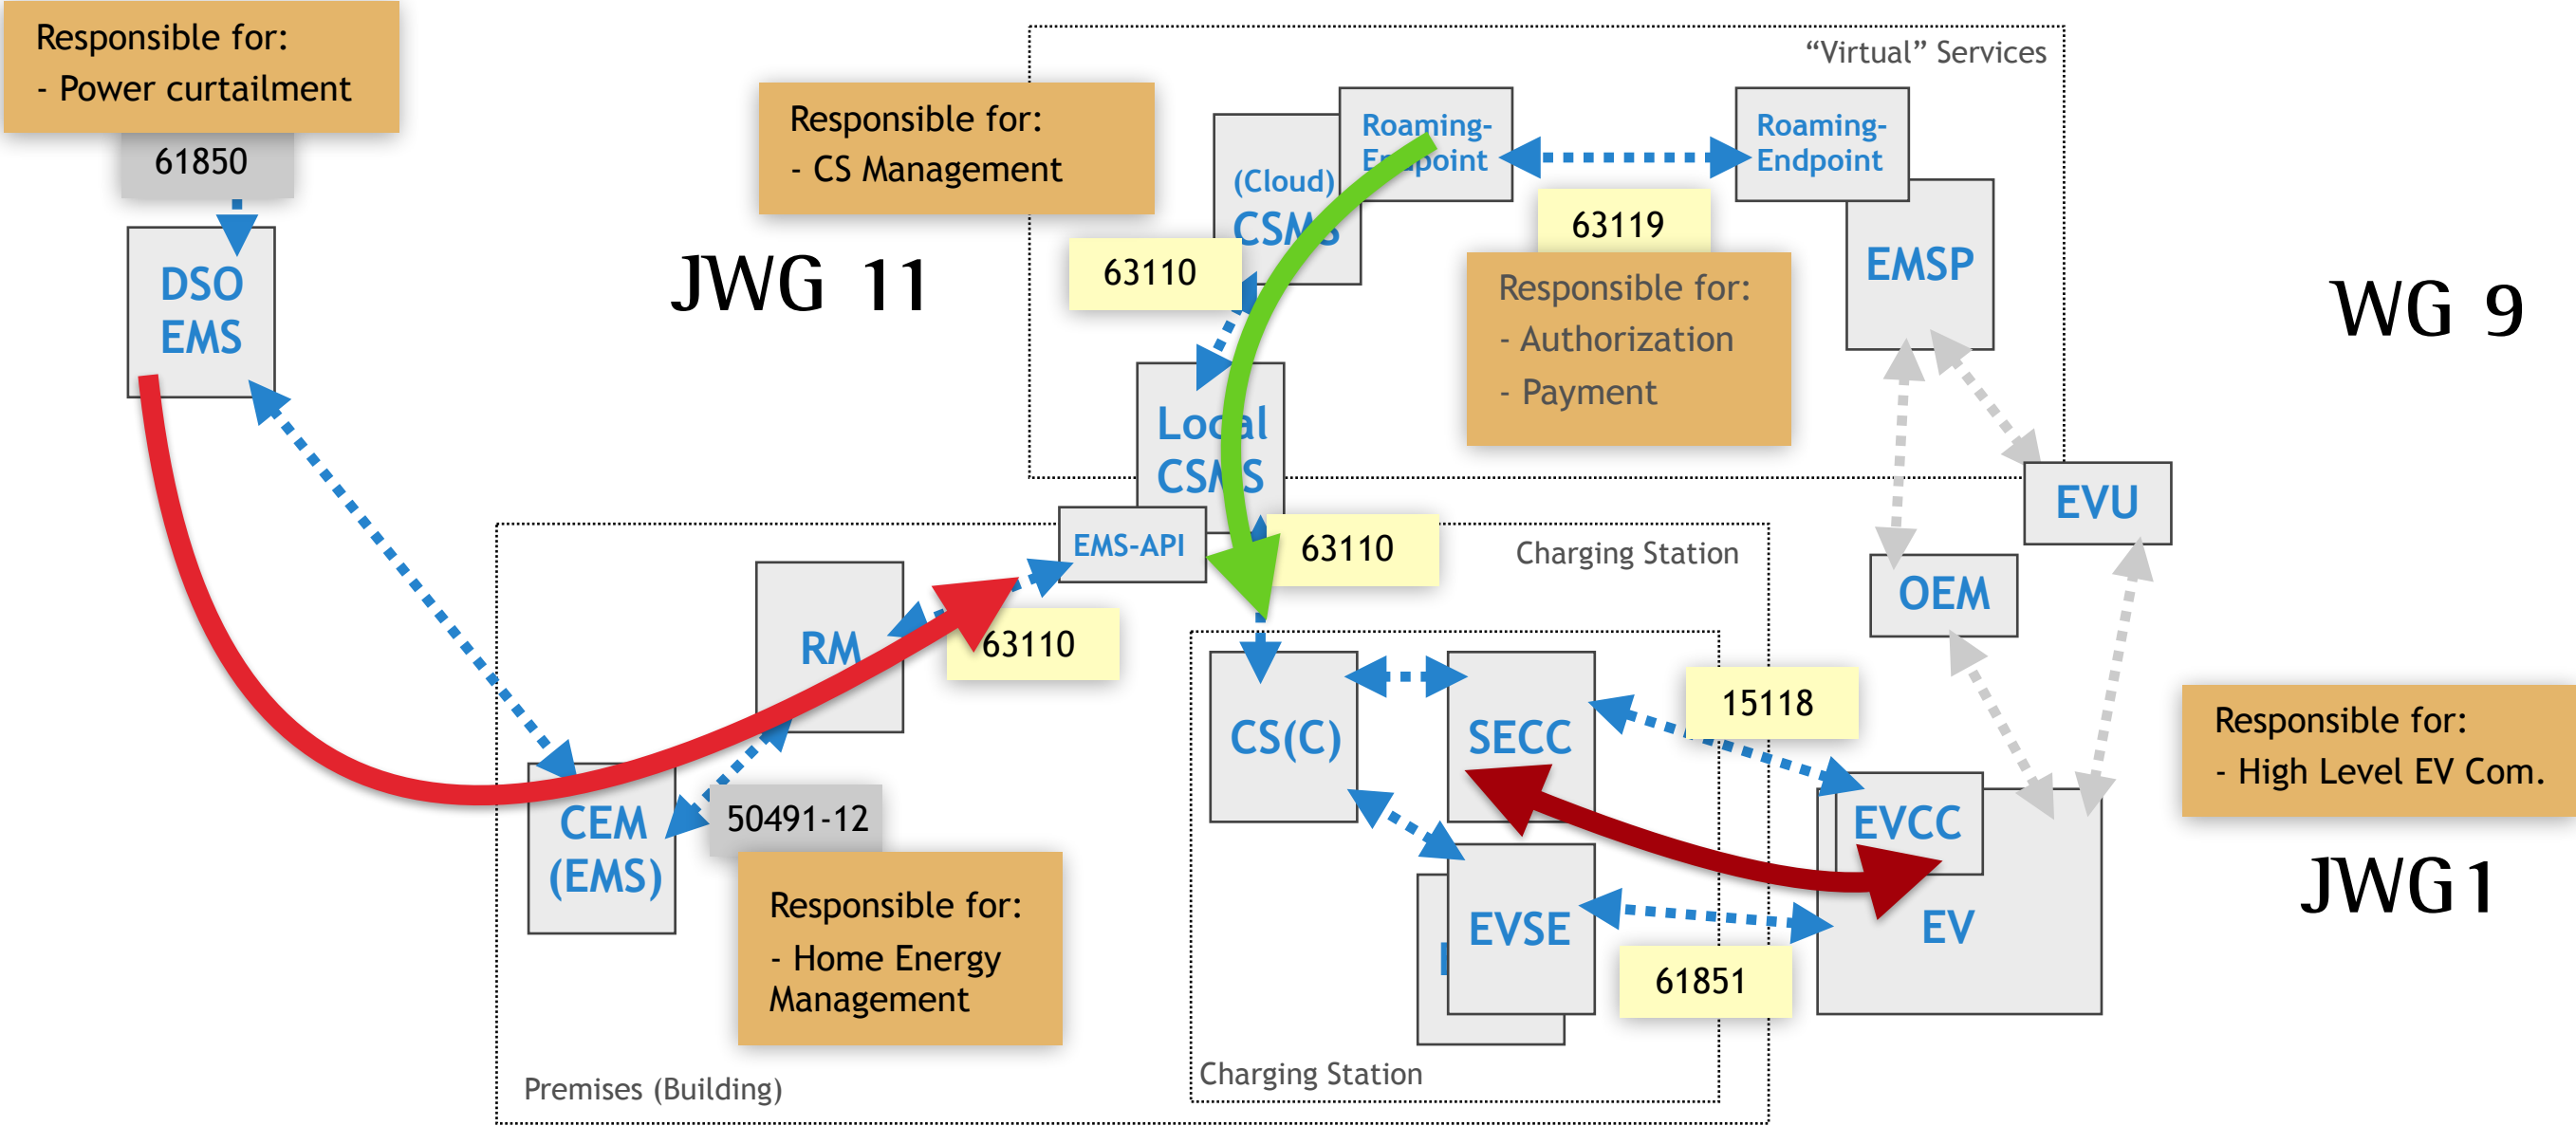 Responsible for:
- Power curtailment
61850
DSO
EMS
Responsible for:
- CS Management
JWG 11
"Virtual" Services
(Cloud)
CSMS
Roaming-
Endpoint
Roaming-
Endpoint
63119
EMSP
63110
Responsible for:
- Authorization
- Payment
WG 9
Local
CSMS
EMS-API
63110
Charging Station
EVU
OEM
RM
63110
CS(C)
SECC
15118
Responsible for:
- High Level EV Com.
CEM
(EMS)
50491-12
EVCC
JWG1
Responsible for:
- Home Energy
Management
EVSE
EV
61851
Charging Station
Premises (Building)